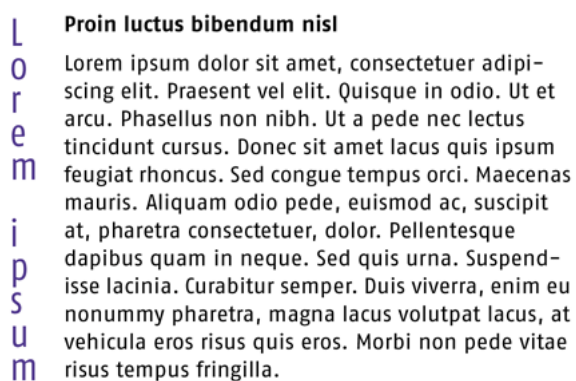 Lorem ipsum
Proin luctus bibendum nisl
Lorem ipsum dolor sit amet, consectetuer adipi-
scing elit. Praesent vel elit. Quisque in odio. Ut et
arcu. Phasellus non nibh. Ut a pede nec lectus
tincidunt cursus. Donec sit amet lacus quis ipsum
feugiat rhoncus. Sed congue tempus orci. Maecenas
mauris. Aliquam odio pede, euismod ac, suscipit
at, pharetra consectetuer, dolor. Pellentesque
dapibus quam in neque. Sed quis urna. Suspend-
isse lacinia. Curabitur semper. Duis viverra, enim eu
nonummy pharetra, magna lacus volutpat lacus, at
vehicula eros risus quis eros. Morbi non pede vitae
risus tempus fringilla.